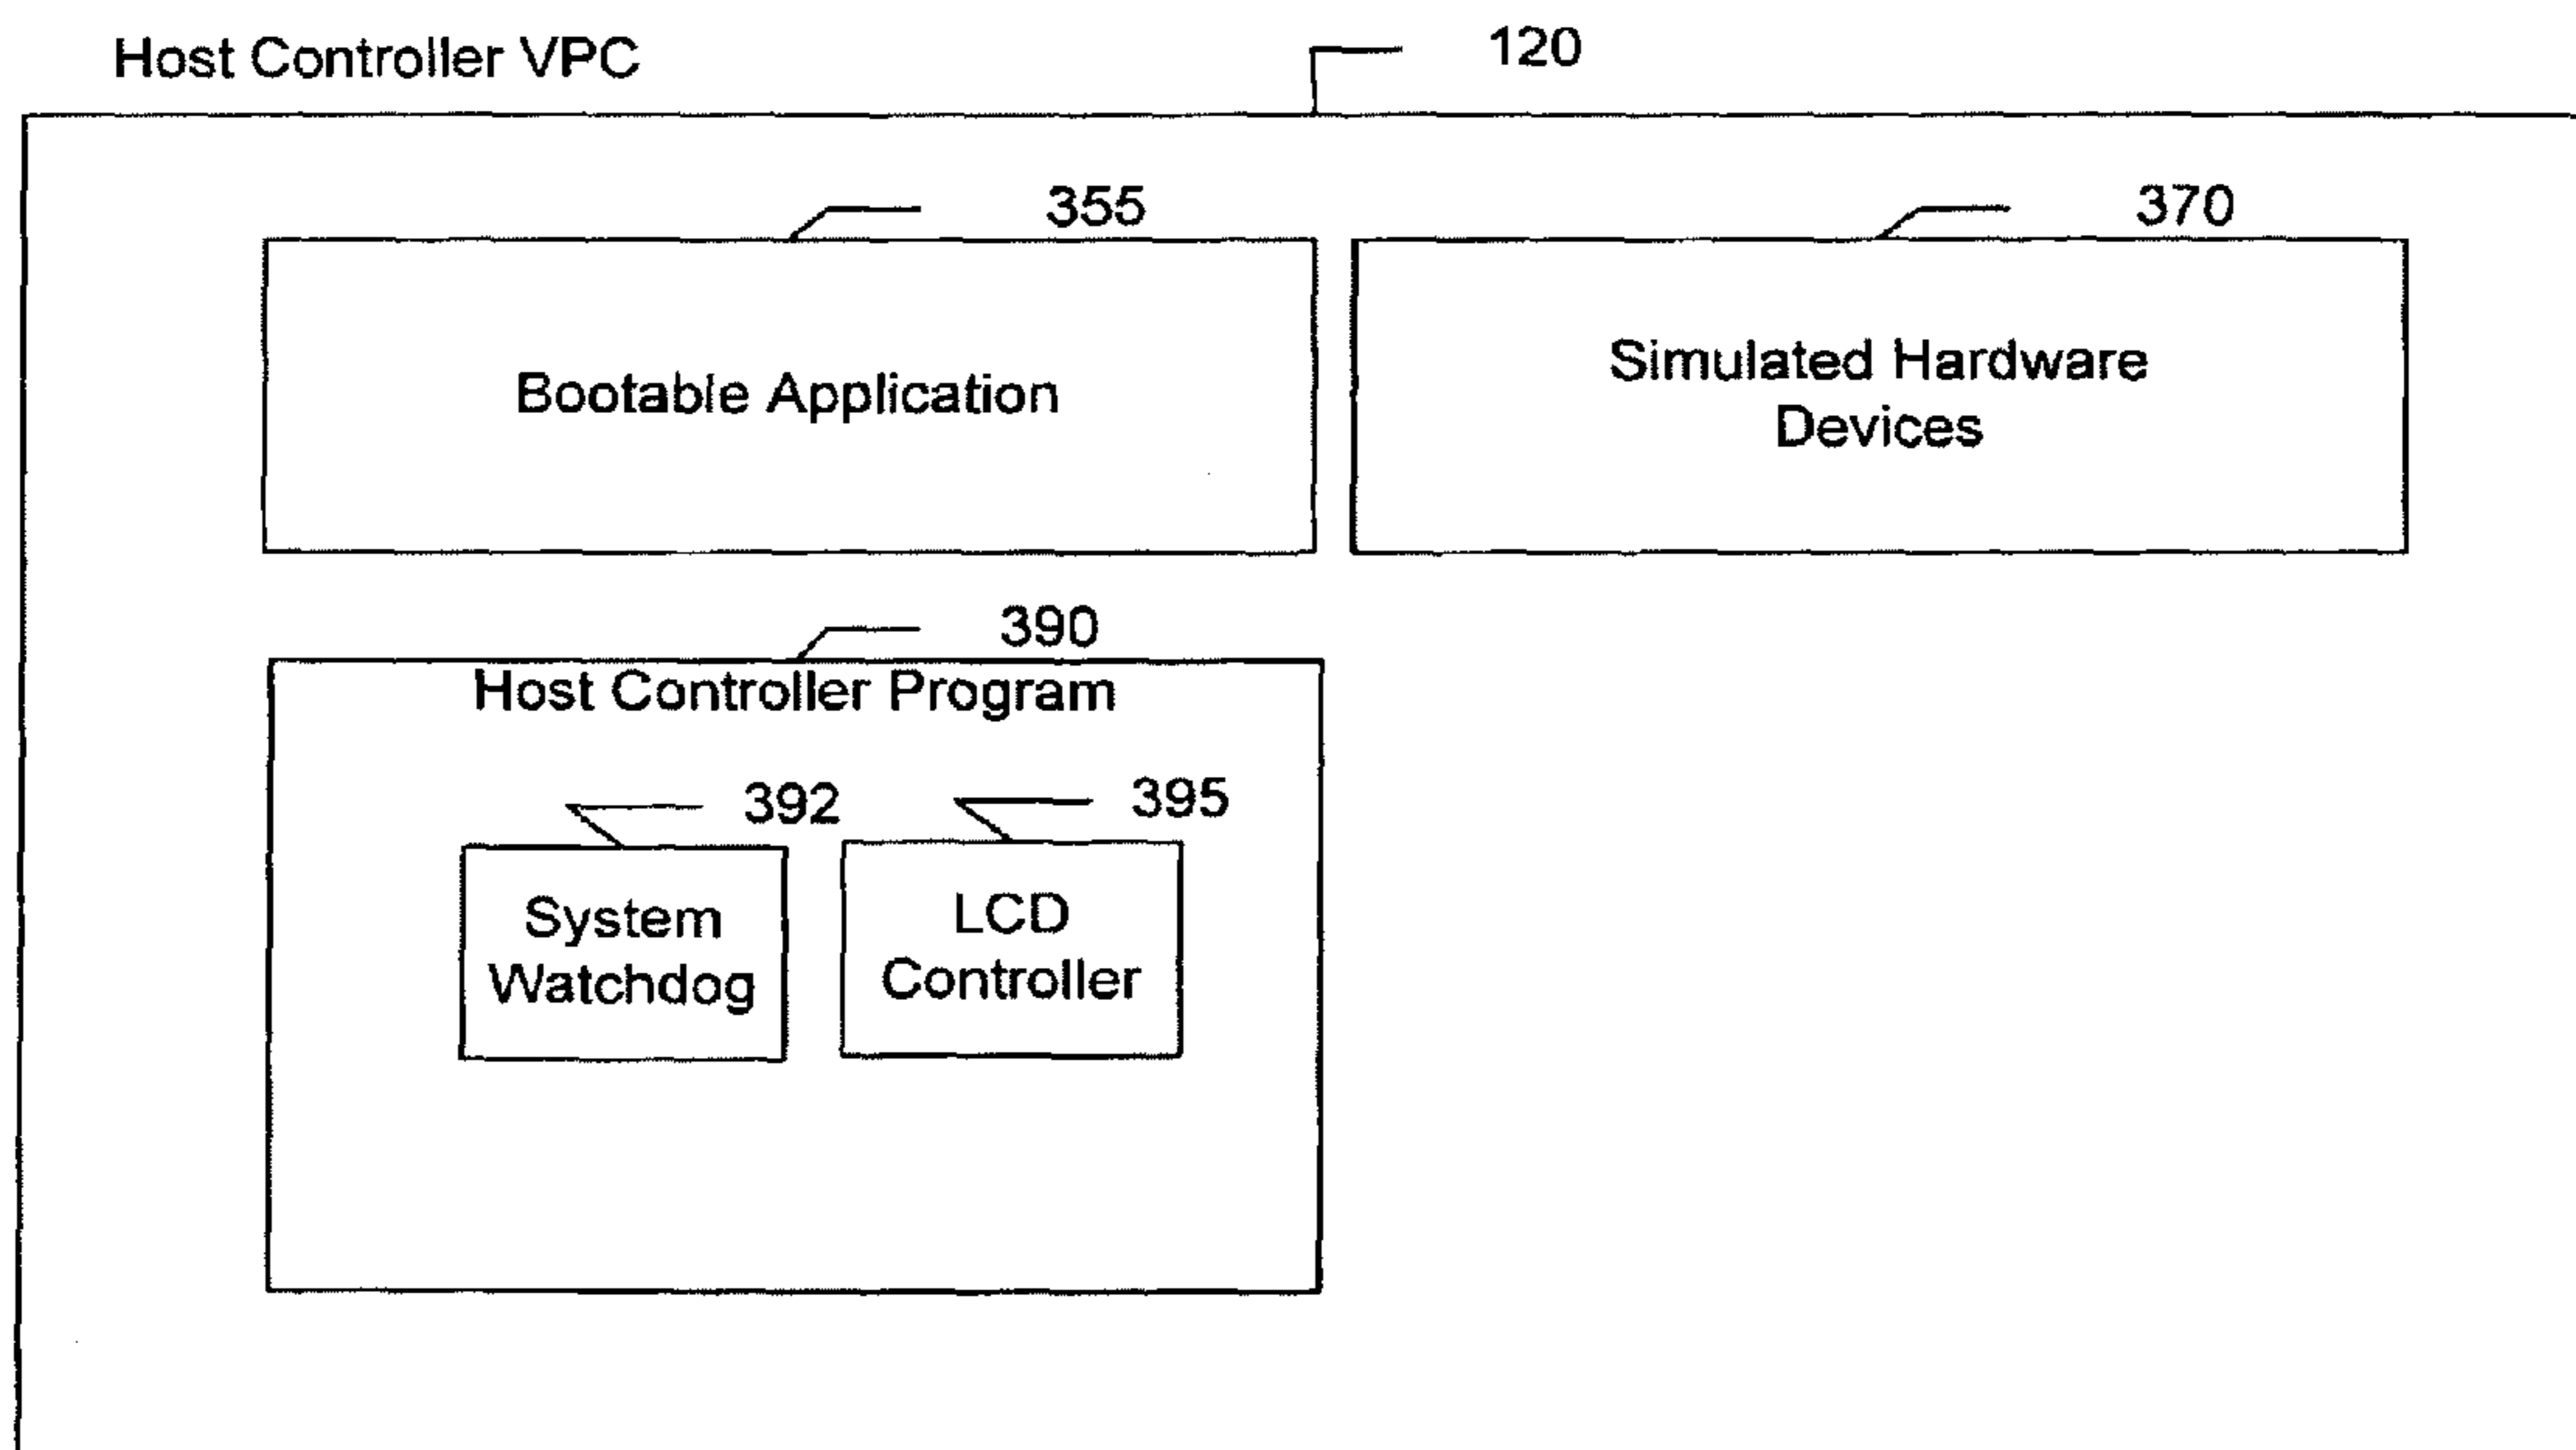 Host Controller VPC
120
355
370
Bootable Application
Simulated Hardware
Devices
390
Host Controller Program
392
395
System
Watchdog
LCD
Controller